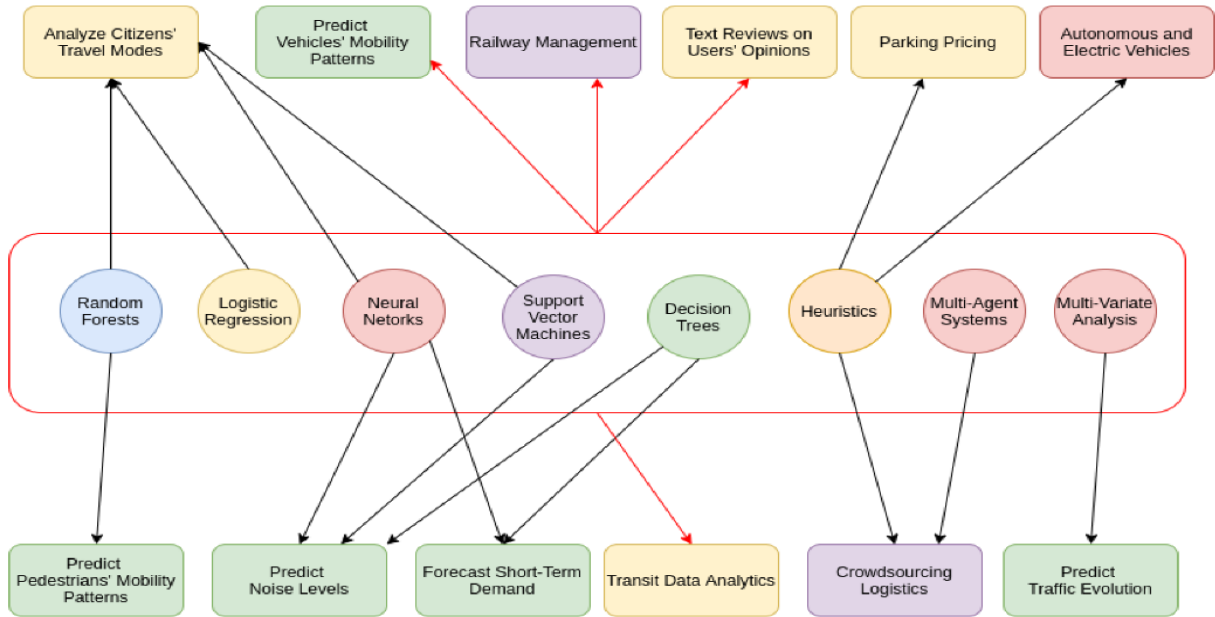 Analyze Citizens'
Travel Modes
Predict
Vehicles' Mobility
Patterns
Railway Management
Text Reviews on
Users' Opinions
Parking Pricing
Autonomous and
Electric Vehicles
Random
Forests
Logistic
Regression
Neural
Netorks
Support
Vector
Machines
Decision
Trees
Heuristics
Multi-Agent
Systems
Multi-Variate
Analysis
Predict
Pedestrians' Mobility
Patterns
Predict
Noise Levels
Forecast Short-Term
Demand
Transit Data Analytics
Crowdsourcing
Logistics
Predict
Traffic Evolution